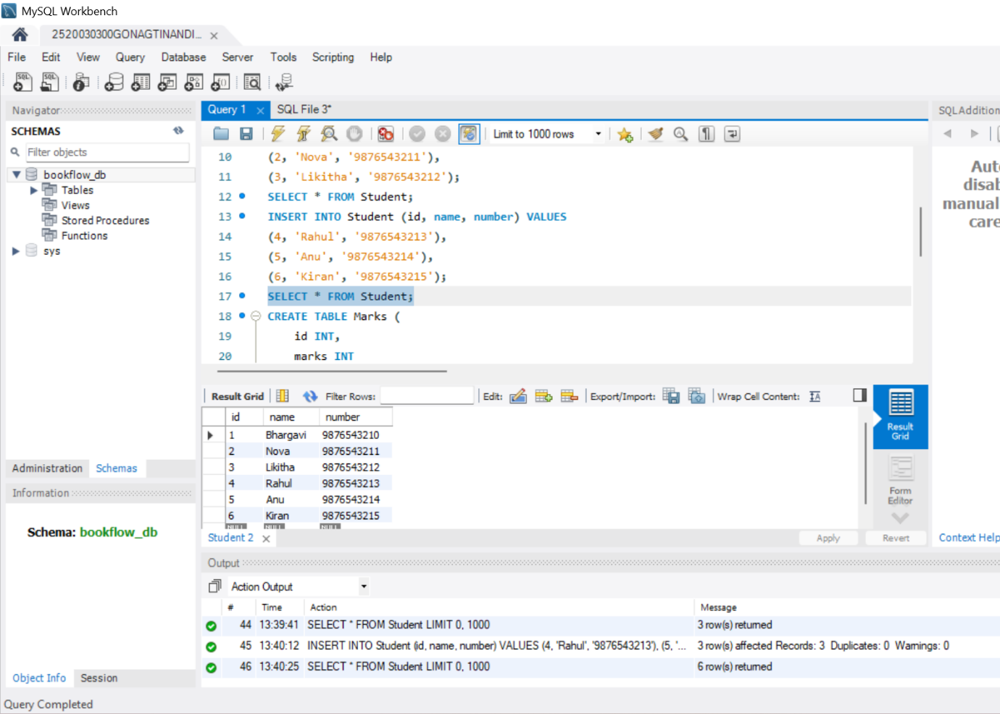 MySQL Workbench
2520030300GONAGTINANDI...
File Edit View Query Database Server Tools Scripting Help
Navigator
SCHEMAS
Filter objects
bookflow_db
Tables
Views
Stored Procedures
Functions
sys
Administration Schemas
Information
Schema: bookflow_db
Object Info Session
Query 1 SQL File 3*
Limit to 1000 rows
10 (2, 'Nova', '9876543211'),
11 (3, 'Likitha', '9876543212');
12 SELECT * FROM Student;
13 INSERT INTO Student (id, name, number) VALUES
14 (4, 'Rahul', '9876543213'),
15 (5, 'Anu', '9876543214'),
16 (6, 'Kiran', '9876543215');
17 SELECT * FROM Student;
18 CREATE TABLE Marks (
19 id INT,
20 marks INT
Result Grid Filter Rows: Edit: Export/Import: Wrap Cell Content:
id name number
1 Bhargavi 9876543210
2 Nova 9876543211
3 Likitha 9876543212
4 Rahul 9876543213
5 Anu 9876543214
6 Kiran 9876543215
NULL NULL NULL
Result
Grid
Form
Editor
Student 2 Apply Revert
SQLAddition
Auto
disab
manual
care
Context Help
Output
Action Output
# Time Action Message
44 13:39:41 SELECT * FROM Student LIMIT 0, 1000 3 row(s) returned
45 13:40:12 INSERT INTO Student (id, name, number) VALUES (4, 'Rahul', '9876543213'), (5, '... 3 row(s) affected Records: 3 Duplicates: 0 Warnings: 0
46 13:40:25 SELECT * FROM Student LIMIT 0, 1000 6 row(s) returned
Query Completed